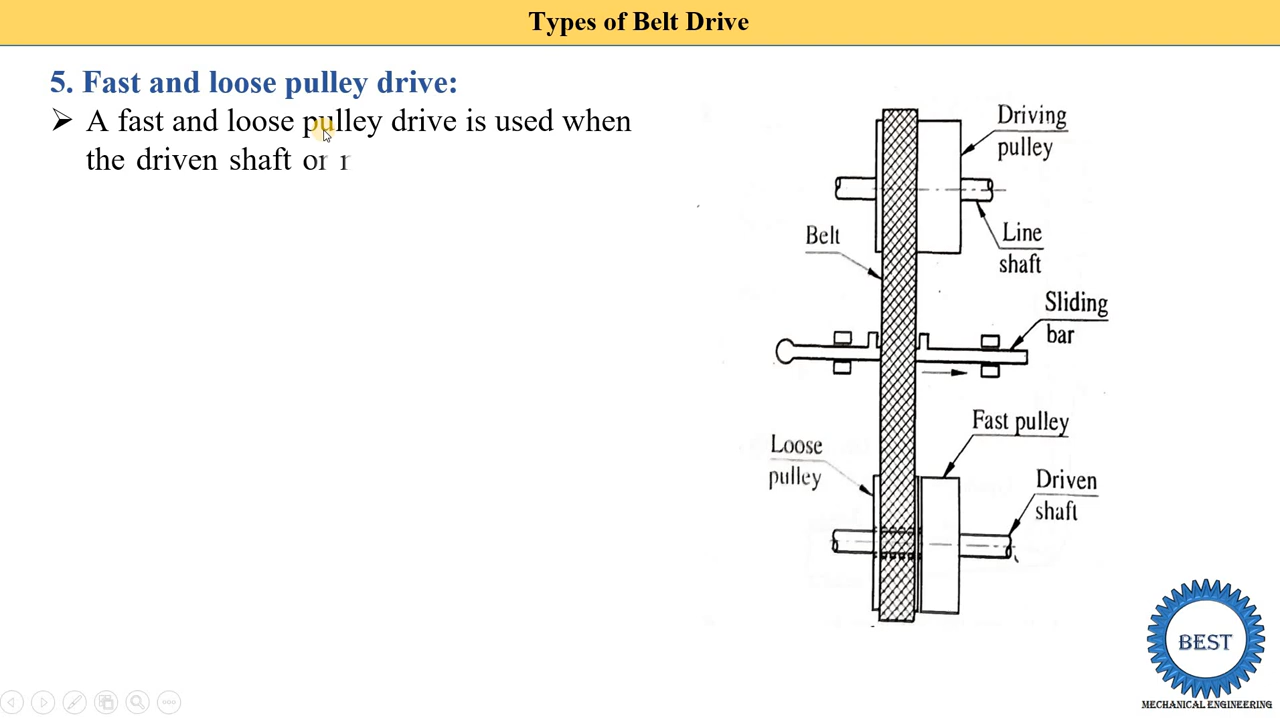 Types of Belt Drive
5. Fast and loose pulley drive:
➢ A fast and loose pulley drive is used when
the driven shaft or
Driving
pulley
Line
shaft
Belt
Sliding
bar
Fast pulley
Loose
pulley
Driven
shaft
BEST
MECHANICAL ENGINEERING